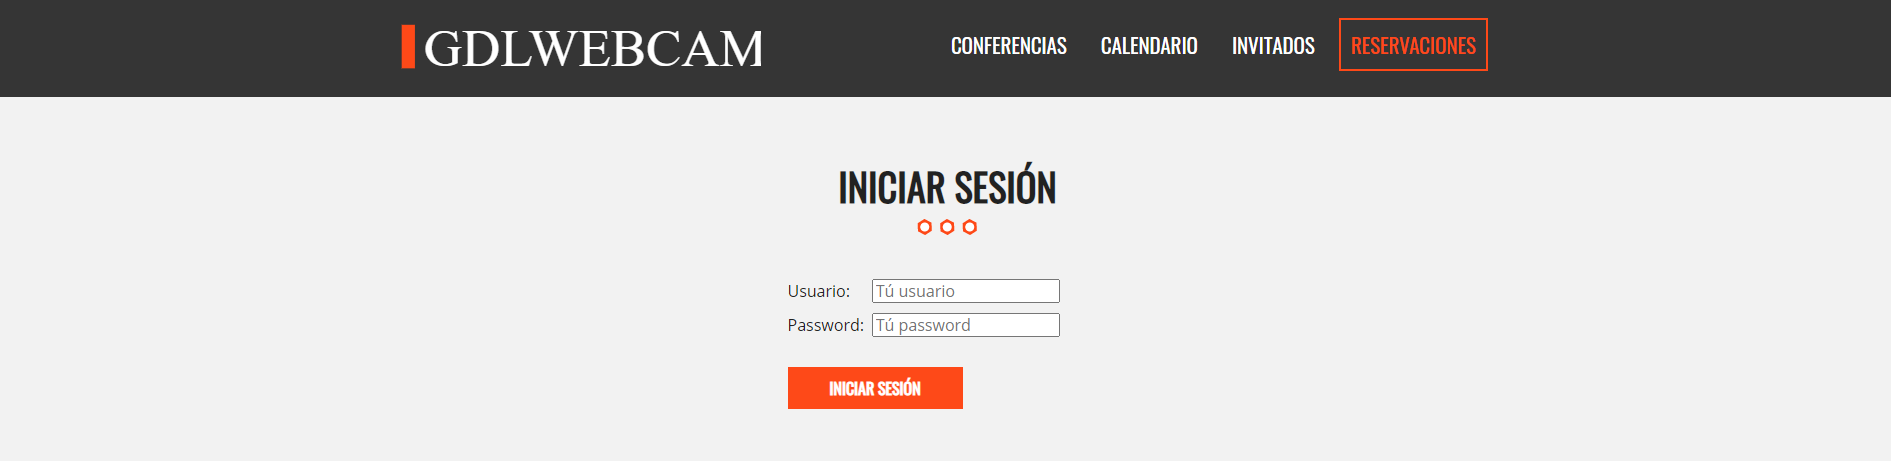 GDLWEBCAM
CONFERENCIAS CALENDARIO INVITADOS RESERVACIONES
INICIAR SESIÓN
Usuario: Tú usuario
Password: Tú password
INICIAR SESIÓN